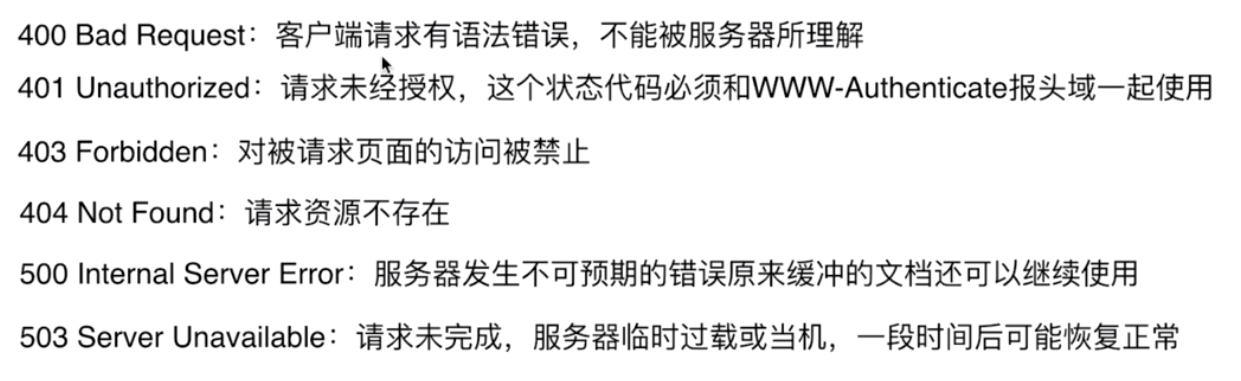 400 Bad Request：客户端请求有语法错误，不能被服务器所理解
401 Unauthorized：请求未经授权，这个状态代码必须和WWW-Authenticate报头域一起使用
403 Forbidden：对被请求页面的访问被禁止
404 Not Found：请求资源不存在
500 Internal Server Error：服务器发生不可预期的错误原来缓冲的文档还可以继续使用
503 Server Unavailable：请求未完成，服务器临时过载或当机，一段时间后可能恢复正常